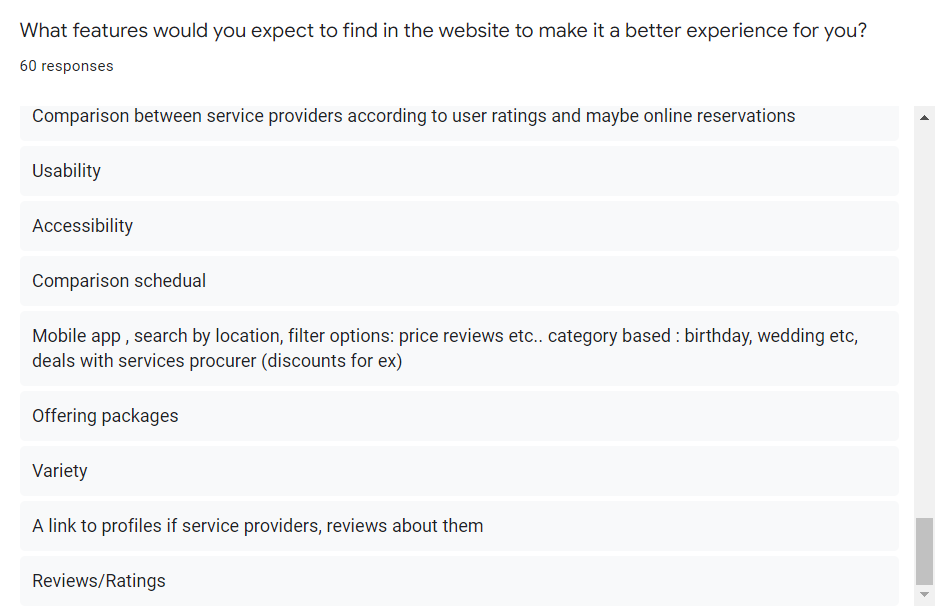 What features would you expect to find in the website to make it a better experience for you?
60 responses
Comparison between service providers according to user ratings and maybe online reservations
Usability
Accessibility
Comparison schedual
Mobile app , search by location, filter options: price reviews etc.. category based : birthday, wedding etc,
deals with services procurer (discounts for ex)
Offering packages
Variety
A link to profiles if service providers, reviews about them
Reviews/Ratings